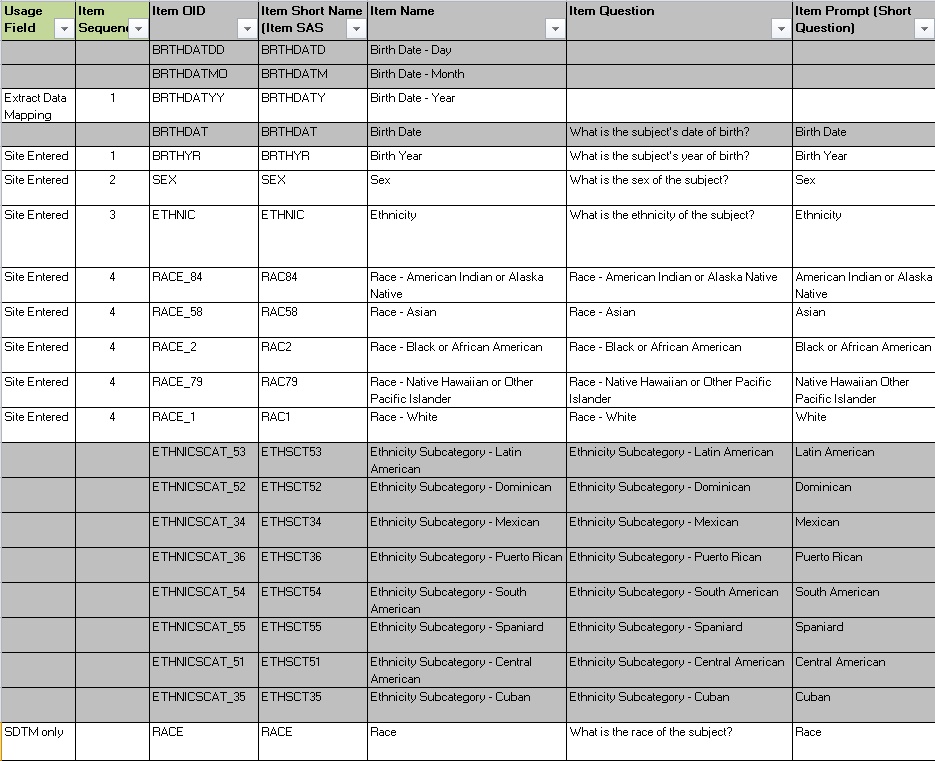 Usage Field	Item Sequenc	Item OID	Item Short Name (Item SAS	Item Name	Item Question	Item Prompt (Short Question)
BRTHDATDD	BRTHDATD	Birth Date - Day
BRTHDATMO	BRTHDATM	Birth Date - Month
Extract Data Mapping	1	BRTHDATYY	BRTHDATY	Birth Date - Year
BRTHDAT	BRTHDAT	Birth Date	What is the subject's date of birth?	Birth Date
Site Entered	1	BRTHYR	BRTHYR	Birth Year	What is the subject's year of birth?	Birth Year
Site Entered	2	SEX	SEX	Sex	What is the sex of the subject?	Sex
Site Entered	3	ETHNIC	ETHNIC	Ethnicity	What is the ethnicity of the subject?	Ethnicity
Site Entered	4	RACE_84	RAC84	Race - American Indian or Alaska Native	Race - American Indian or Alaska Native	American Indian or Alaska Native
Site Entered	4	RACE_58	RAC58	Race - Asian	Race - Asian	Asian
Site Entered	4	RACE_2	RAC2	Race - Black or African American	Race - Black or African American	Black or African American
Site Entered	4	RACE_79	RAC79	Race - Native Hawaiian or Other Pacific Islander	Race - Native Hawaiian or Other Pacific Islander	Native Hawaiian Other Pacific Islander
Site Entered	4	RACE_1	RAC1	Race - White	Race - White	White
ETHNICSCAT_53	ETHSCT53	Ethnicity Subcategory - Latin American	Ethnicity Subcategory - Latin American	Latin American
ETHNICSCAT_52	ETHSCT52	Ethnicity Subcategory - Dominican	Ethnicity Subcategory - Dominican	Dominican
ETHNICSCAT_34	ETHSCT34	Ethnicity Subcategory - Mexican	Ethnicity Subcategory - Mexican	Mexican
ETHNICSCAT_36	ETHSCT36	Ethnicity Subcategory - Puerto Rican	Ethnicity Subcategory - Puerto Rican	Puerto Rican
ETHNICSCAT_54	ETHSCT54	Ethnicity Subcategory - South American	Ethnicity Subcategory - South American	South American
ETHNICSCAT_55	ETHSCT55	Ethnicity Subcategory - Spaniard	Ethnicity Subcategory - Spaniard	Spaniard
ETHNICSCAT_51	ETHSCT51	Ethnicity Subcategory - Central American	Ethnicity Subcategory - Central American	Central American
ETHNICSCAT_35	ETHSCT35	Ethnicity Subcategory - Cuban	Ethnicity Subcategory - Cuban	Cuban
SDTM only	RACE	RACE	Race	What is the race of the subject?	Race